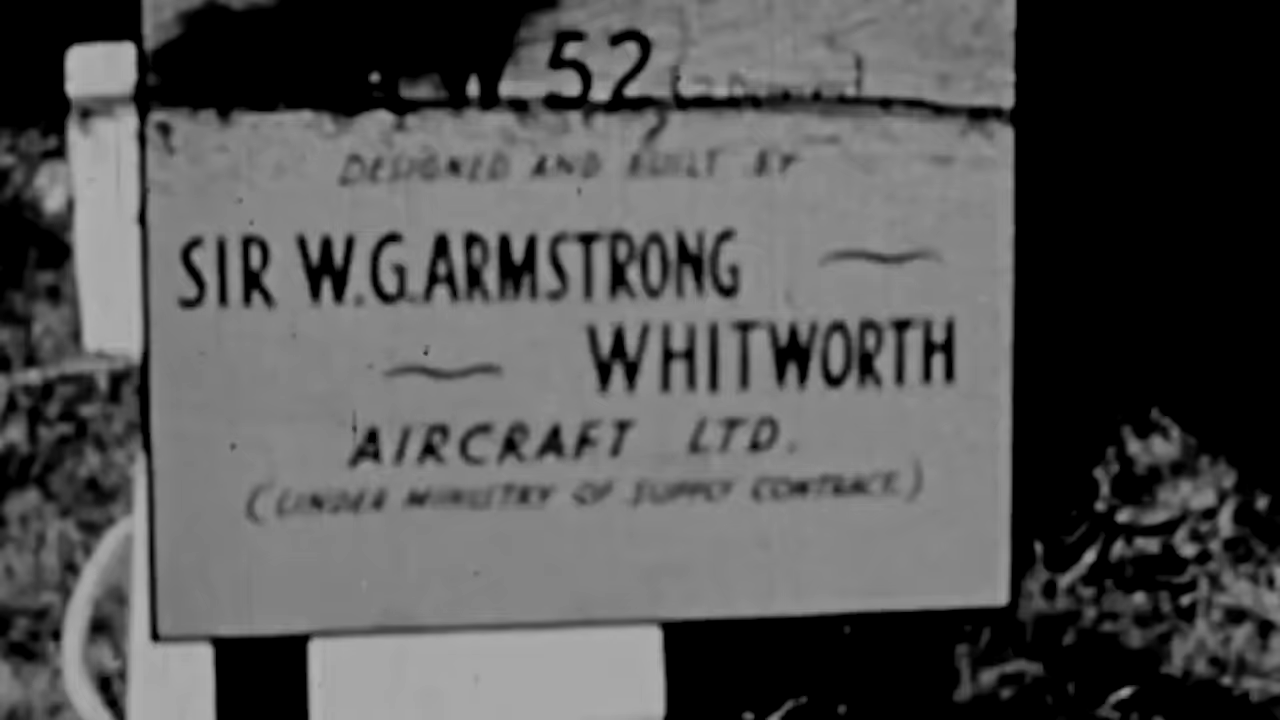 52
DESIGNED AND BUILT BY
SIR W.G. ARMSTRONG ~
~ WHITWORTH
AIRCRAFT LTD.
(UNDER MINISTRY OF SUPPLY CONTRACT.)